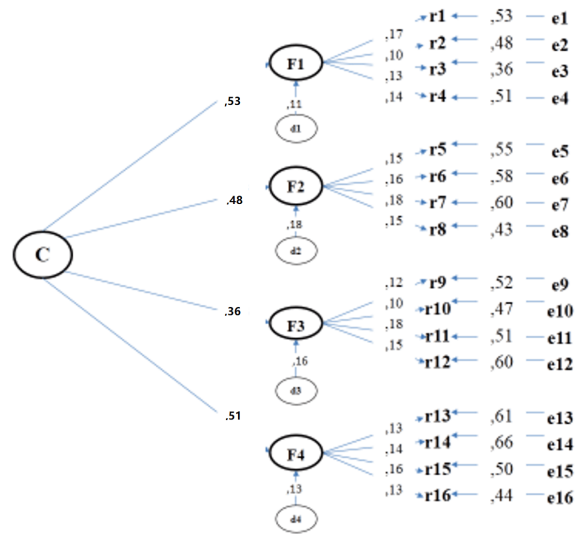 r1 ,53 e1
,17
r2 ,48 e2
,10
F1
r3 ,36 e3
,13
r4 ,51 e4
,14
,53
,11
d1
r5 ,55 e5
,15
r6 ,58 e6
,16
F2
r7 ,60 e7
,18
r8 ,43 e8
,15
.48
,18
d2
C
r9 ,52 e9
,12
r10 ,47 e10
,10
F3
r11 ,51 e11
,18
r12 ,60 e12
,15
.36
,16
d3
r13 ,61 e13
,13
r14 ,66 e14
,14
F4
r15 ,50 e15
,16
r16 ,44 e16
,13
.51
,13
d4